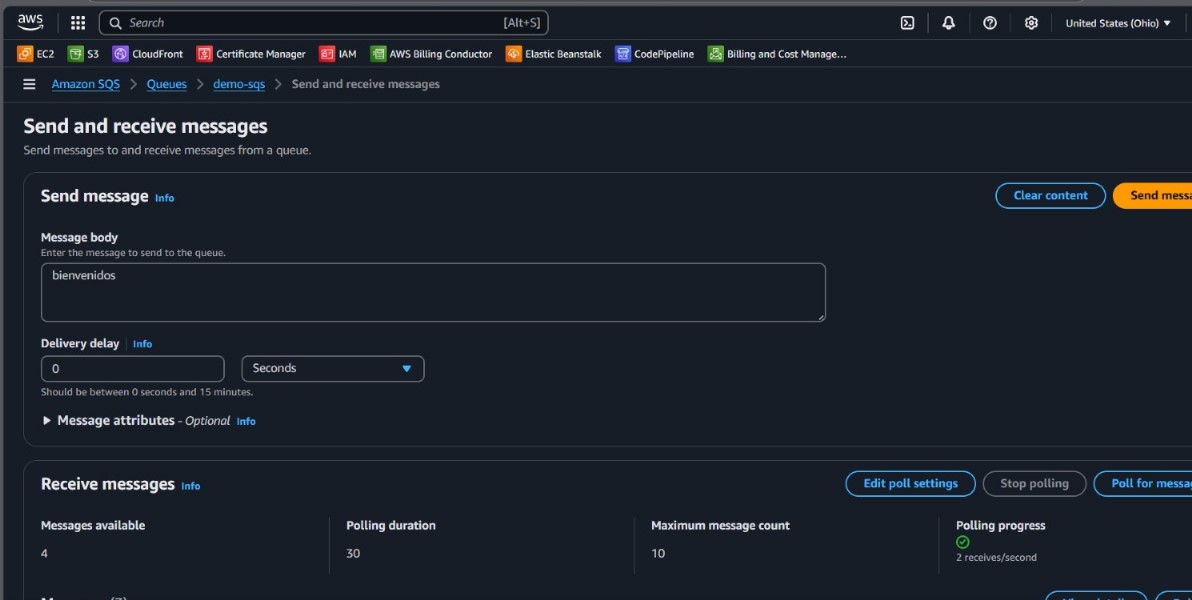 aws Search [Alt+S] United States (Ohio)
EC2 S3 CloudFront Certificate Manager IAM AWS Billing Conductor Elastic Beanstalk CodePipeline Billing and Cost Manage...
Amazon SQS > Queues > demo-sqs > Send and receive messages
Send and receive messages
Send messages to and receive messages from a queue.
Send message Info Clear content Send messa
Message body
Enter the message to send to the queue.
bienvenidos
Delivery delay Info
0 Seconds
Should be between 0 seconds and 15 minutes.
Message attributes - Optional Info
Receive messages Info Edit poll settings Stop polling Poll for messa
Messages available Polling duration Maximum message count Polling progress
4 30 10
2 receives/second